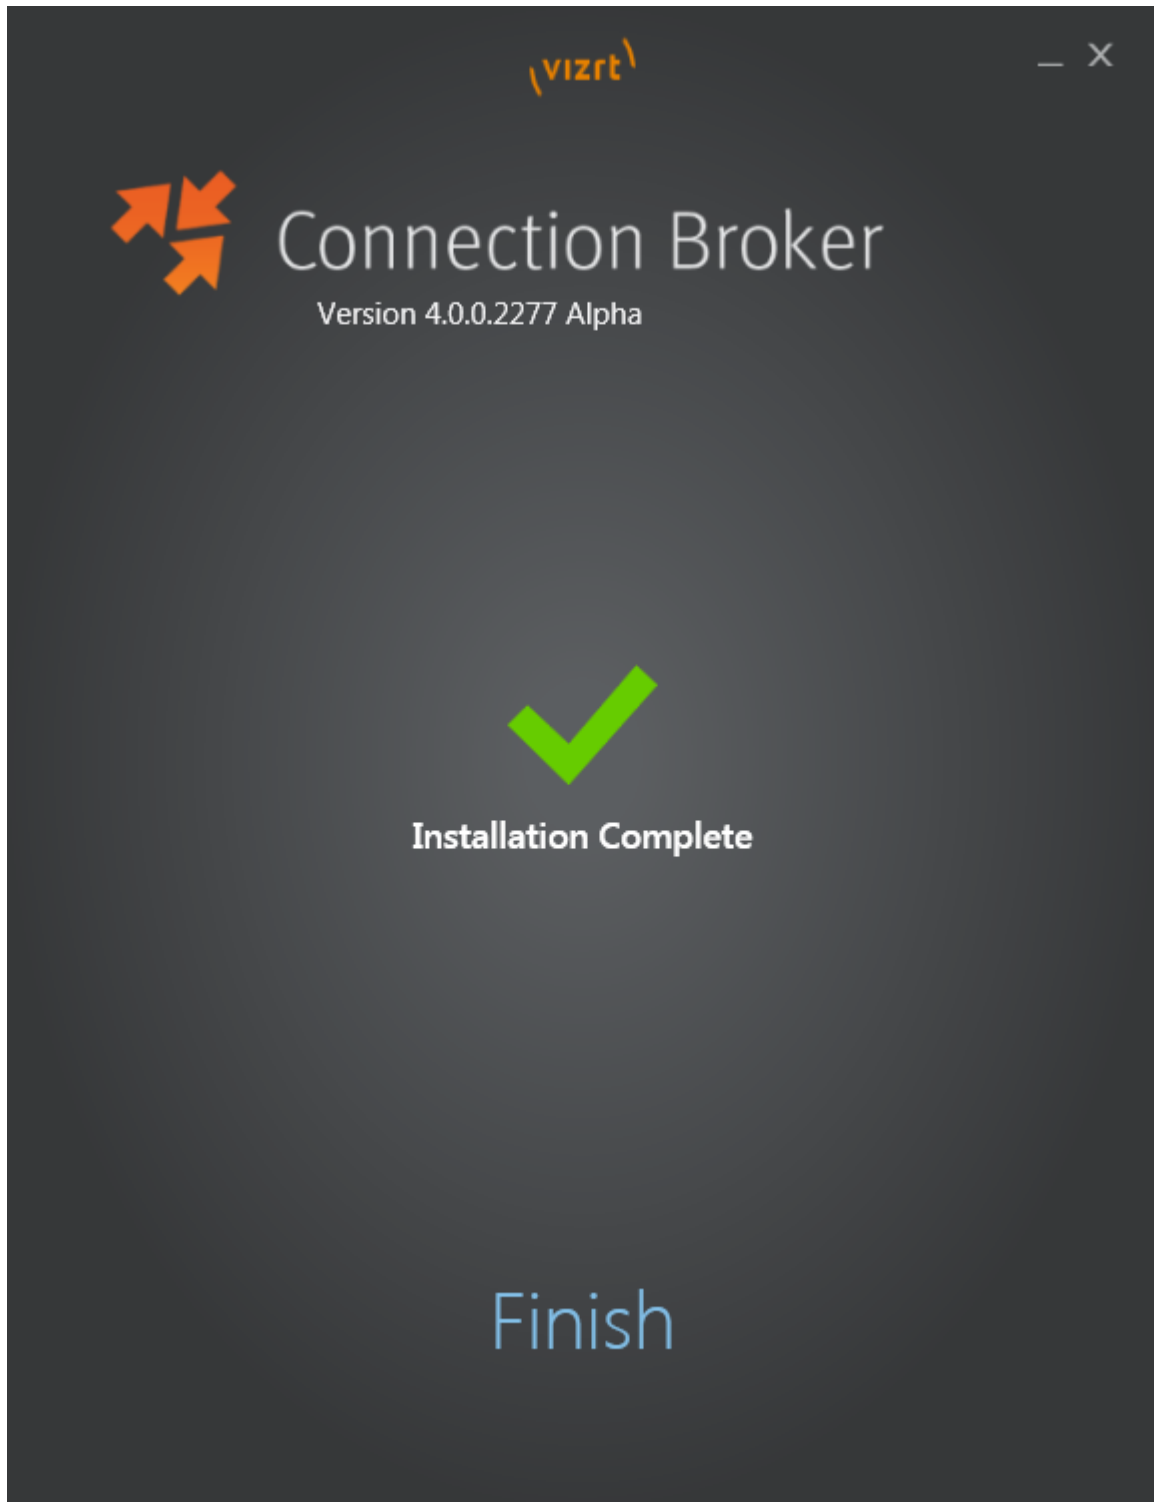 vizrt
Connection Broker
Version 4.0.0.2277 Alpha
Installation Complete
Finish